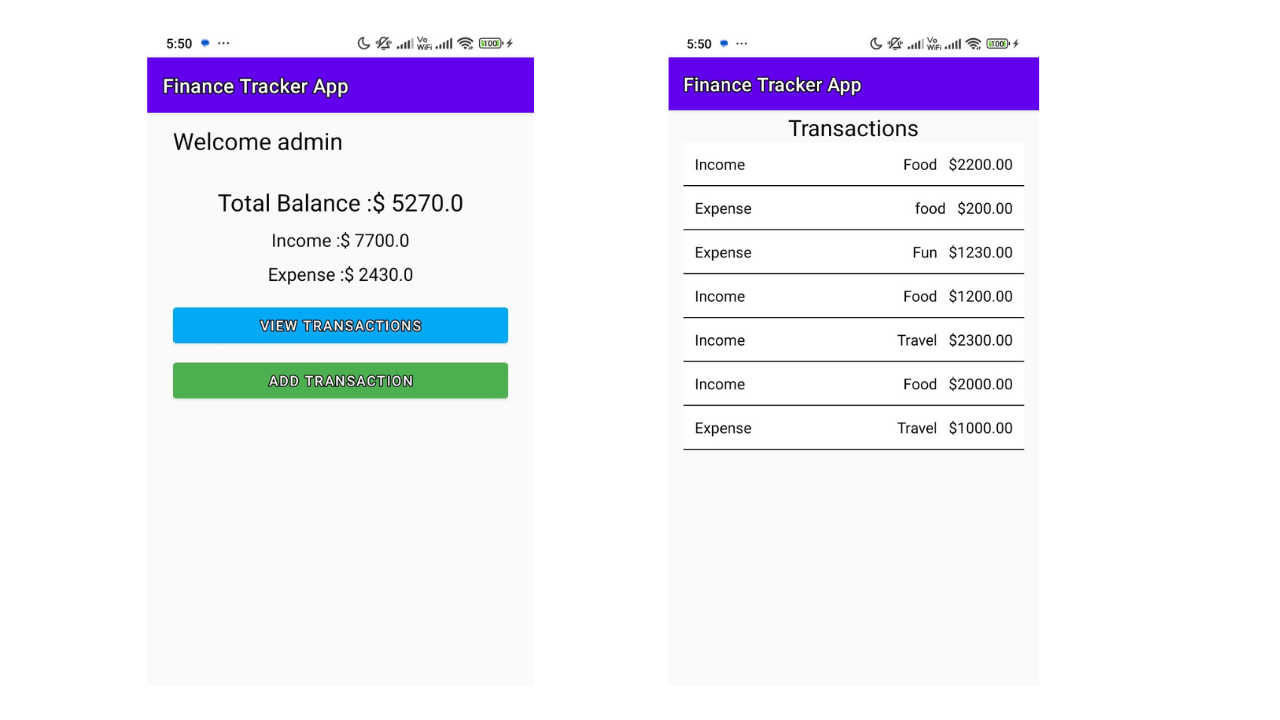 5:50
Vo
WiFi
100
Finance Tracker App
Welcome admin
Total Balance :$ 5270.0
Income :$ 7700.0
Expense :$ 2430.0
VIEW TRANSACTIONS
ADD TRANSACTION
5:50
Vo
WiFi
100
Finance Tracker App
Transactions
Income Food $2200.00
Expense food $200.00
Expense Fun $1230.00
Income Food $1200.00
Income Travel $2300.00
Income Food $2000.00
Expense Travel $1000.00